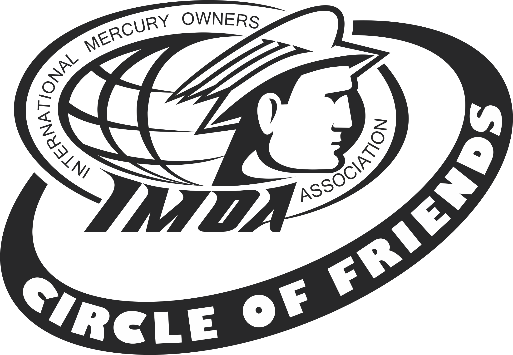 INTERNATIONAL MERCURY OWNERS
ASSOCIATION
IMOA
CIRCLE OF FRIENDS